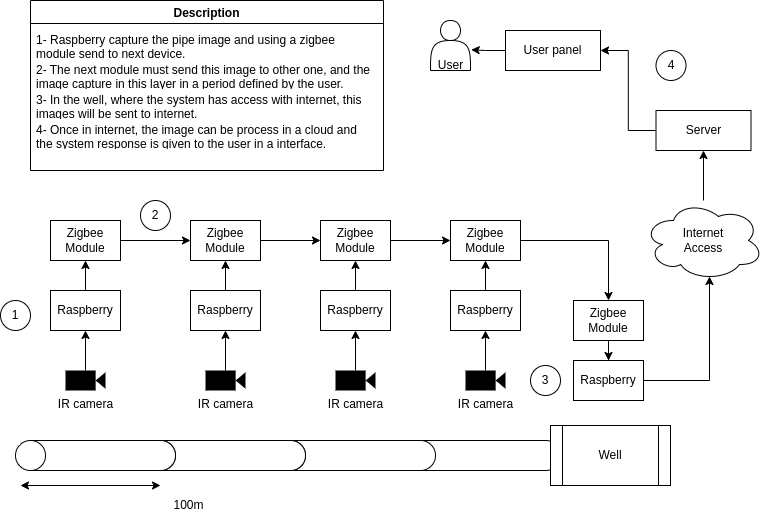 Description
1- Raspberry capture the pipe image and using a zigbee
module send to next device.
2- The next module must send this image to other one, and the
image capture in this layer in a period defined by the user.
3- In the well, where the system has access with internet, this
images will be sent to internet.
4- Once in internet, the image can be process in a cloud and
the system response is given to the user in a interface.
User
User panel
4
Server
2
Zigbee
Module
Zigbee
Module
Zigbee
Module
Zigbee
Module
Internet
Access
1
Raspberry
Raspberry
Raspberry
Raspberry
Zigbee
Module
3
Raspberry
IR camera
IR camera
IR camera
IR camera
Well
100m